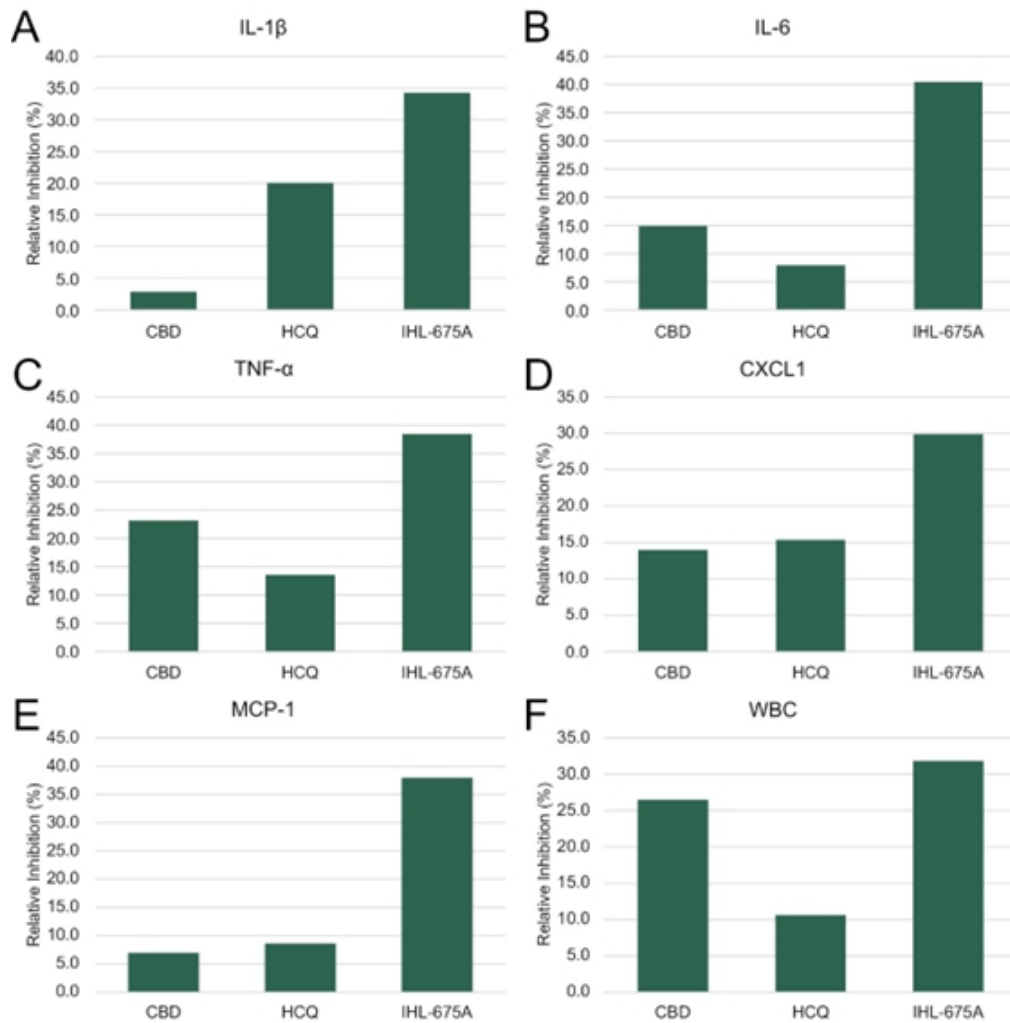 A
IL-1β
Relative Inhibition (%)
40.0
35.0
30.0
25.0
20.0
15.0
10.0
5.0
0.0
CBD HCQ IHL-675A
B
IL-6
Relative Inhibition (%)
45.0
40.0
35.0
30.0
25.0
20.0
15.0
10.0
5.0
0.0
CBD HCQ IHL-675A
C
TNF-α
Relative Inhibition (%)
45.0
40.0
35.0
30.0
25.0
20.0
15.0
10.0
5.0
0.0
CBD HCQ IHL-675A
D
CXCL1
Relative Inhibition (%)
35.0
30.0
25.0
20.0
15.0
10.0
5.0
0.0
CBD HCQ IHL-675A
E
MCP-1
Relative Inhibition (%)
45.0
40.0
35.0
30.0
25.0
20.0
15.0
10.0
5.0
0.0
CBD HCQ IHL-675A
F
WBC
Relative Inhibition (%)
35.0
30.0
25.0
20.0
15.0
10.0
5.0
0.0
CBD HCQ IHL-675A